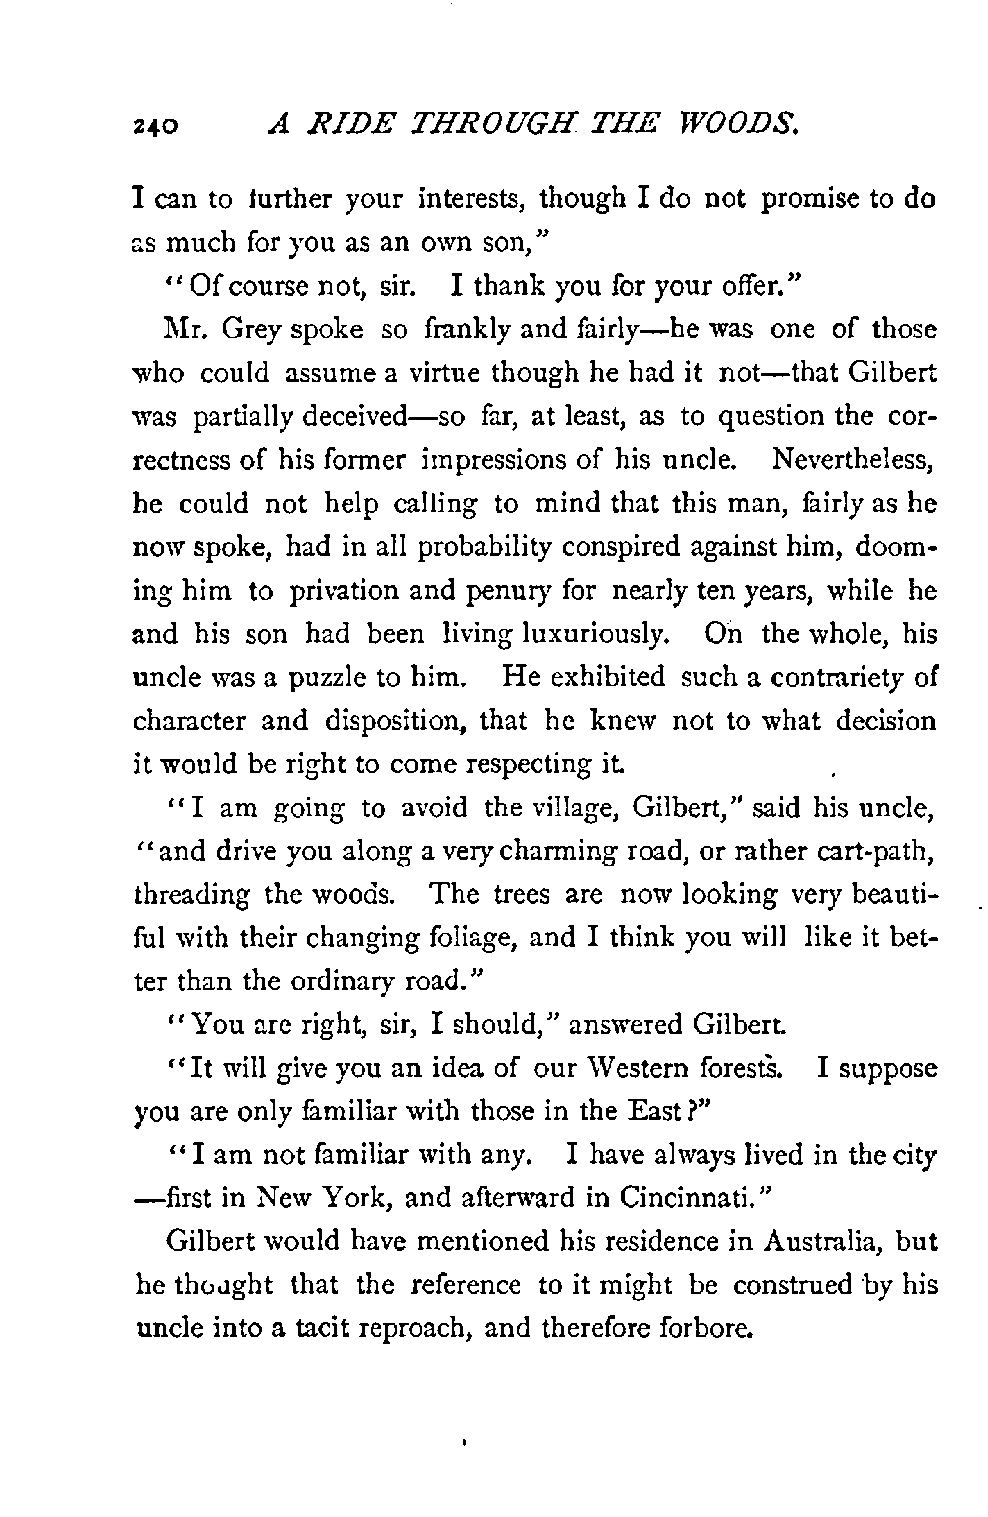 240 A RIDE THROUGH THE WOODS.
I can to further your interests, though I do not promise to do
as much for you as an own son,”
“Of course not, sir. I thank you for your offer.”
Mr. Grey spoke so frankly and fairly—he was one of those
who could assume a virtue though he had it not—that Gilbert
was partially deceived—so far, at least, as to question the cor-
rectness of his former impressions of his uncle. Nevertheless,
he could not help calling to mind that this man, fairly as he
now spoke, had in all probability conspired against him, doom-
ing him to privation and penury for nearly ten years, while he
and his son had been living luxuriously. On the whole, his
uncle was a puzzle to him. He exhibited such a contrariety of
character and disposition, that he knew not to what decision
it would be right to come respecting it.
“I am going to avoid the village, Gilbert,” said his uncle,
“and drive you along a very charming road, or rather cart-path,
threading the woods. The trees are now looking very beauti-
ful with their changing foliage, and I think you will like it bet-
ter than the ordinary road.”
“You are right, sir, I should,” answered Gilbert.
“It will give you an idea of our Western forests. I suppose
you are only familiar with those in the East?”
“I am not familiar with any. I have always lived in the city
—first in New York, and afterward in Cincinnati.”
Gilbert would have mentioned his residence in Australia, but
he thought that the reference to it might be construed by his
uncle into a tacit reproach, and therefore forbore.